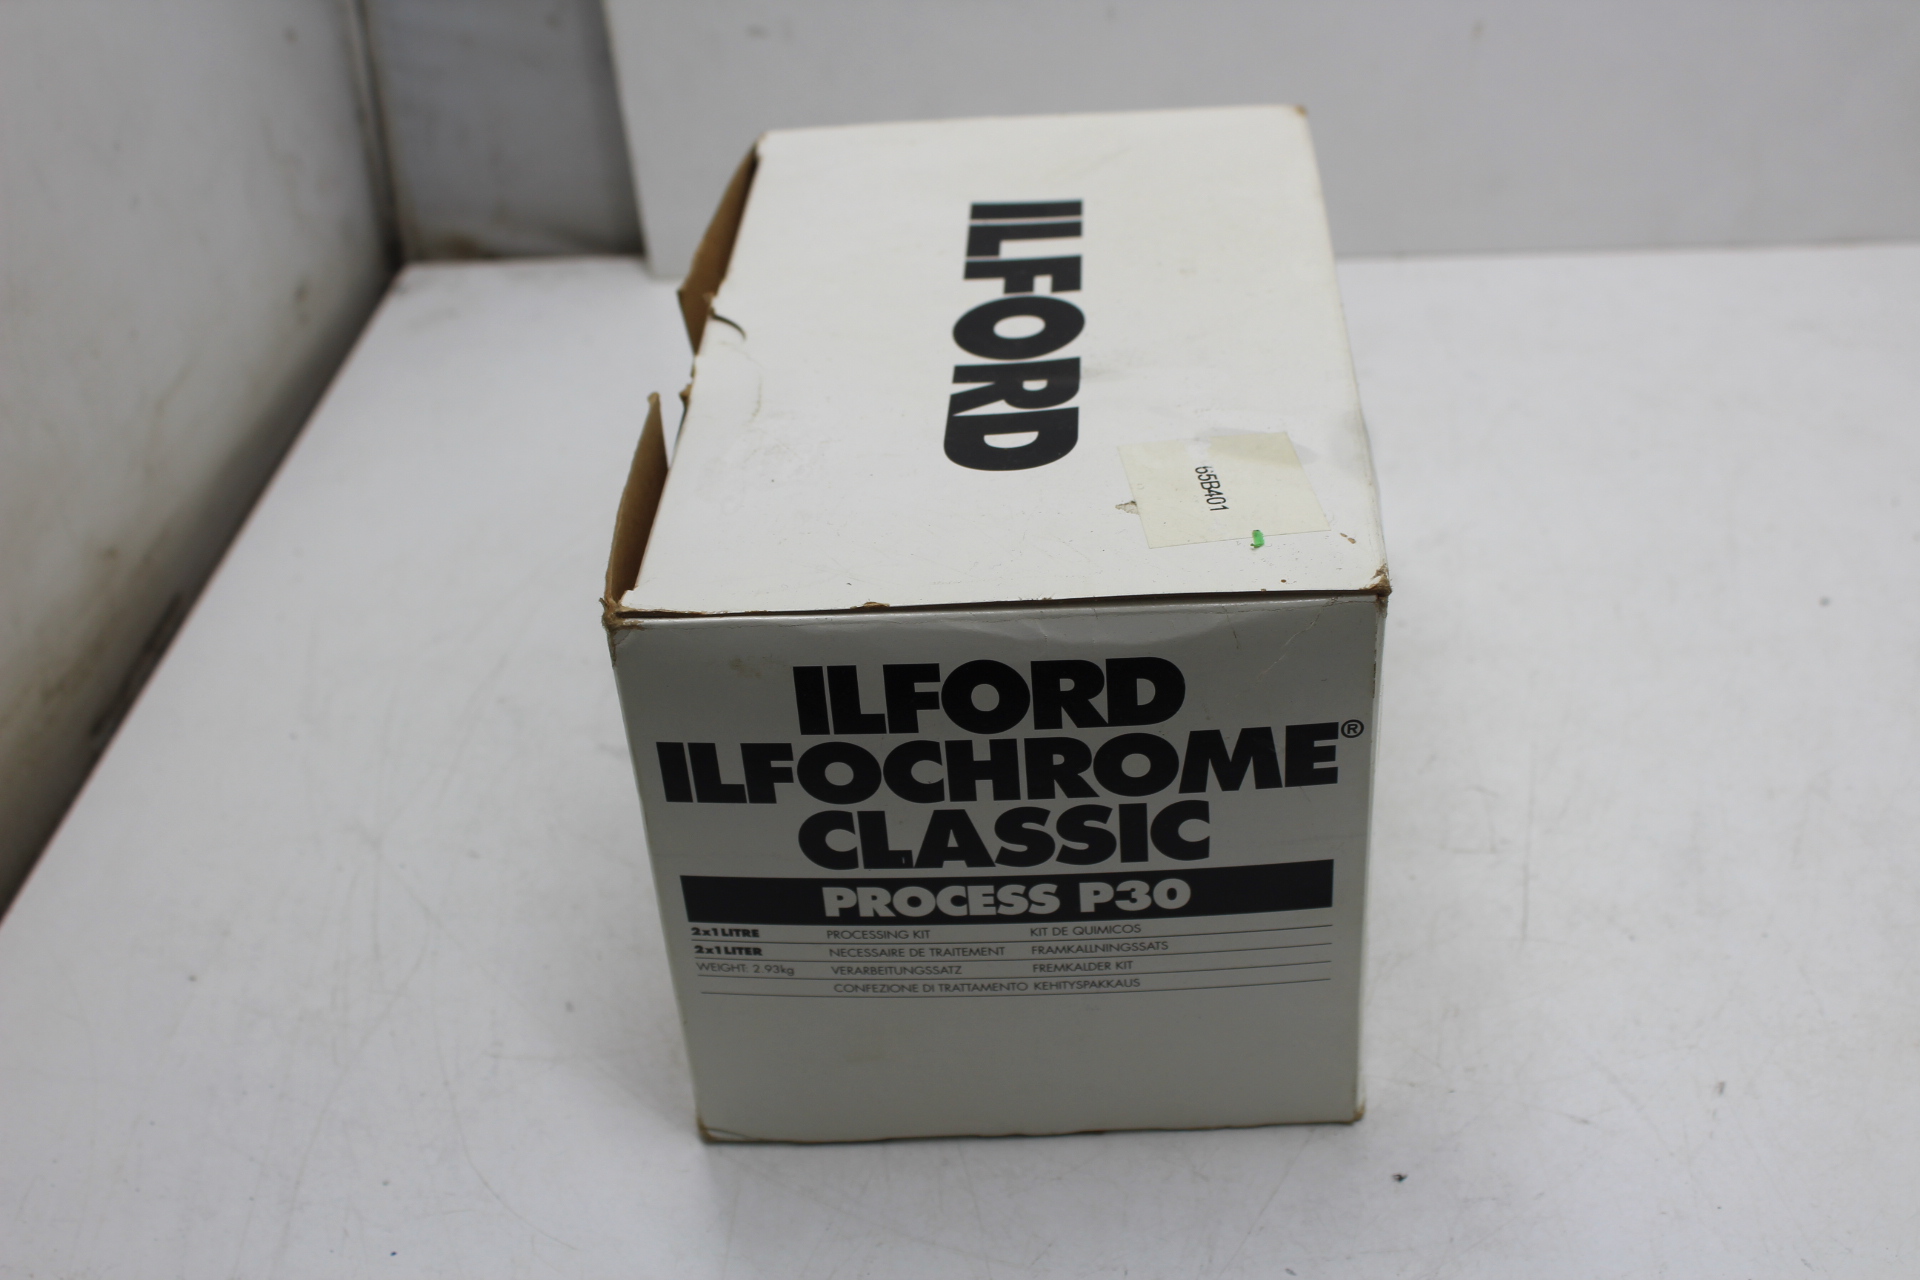 ILFORD
65B401
ILFORD
ILFOCHROME®
CLASSIC
PROCESS P30
2x1 LITRE PROCESSING KIT KIT DE QUIMICOS
2x1 LITER NECESSAIRE DE TRAITEMENT FRAMKALLNINGSSATS
WEIGHT: 2.93kg VERARBEITUNGSSATZ FREMKALDER KIT
CONFEZIONE DI TRATTAMENTO KEHITYSPAKKAUS